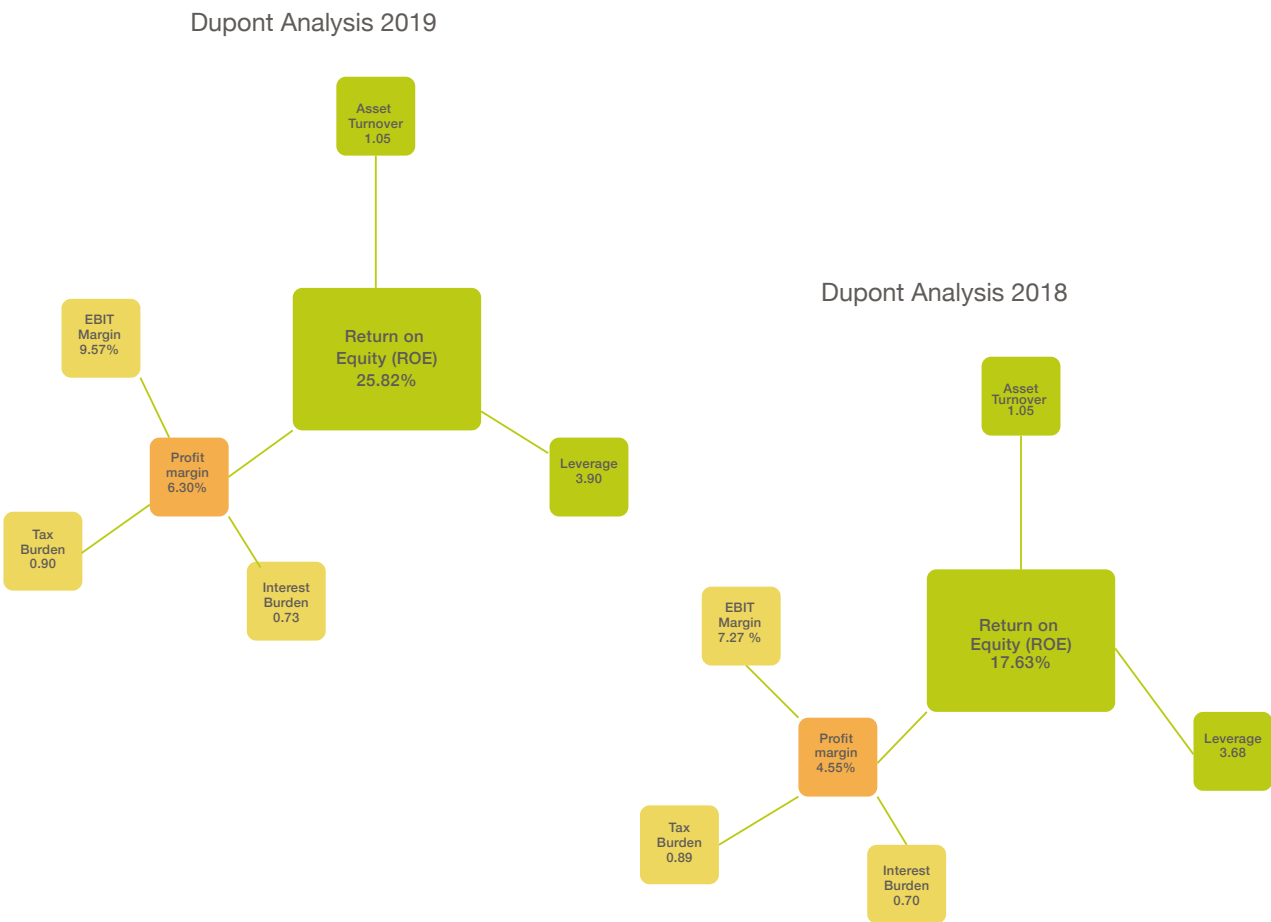 Dupont Analysis 2019
Asset
Turnover
1.05
EBIT
Margin
9.57%
Return on
Equity (ROE)
25.82%
Profit
margin
6.30%
Leverage
3.90
Tax
Burden
0.90
Interest
Burden
0.73
Dupont Analysis 2018
Asset
Turnover
1.05
EBIT
Margin
7.27 %
Return on
Equity (ROE)
17.63%
Profit
margin
4.55%
Leverage
3.68
Tax
Burden
0.89
Interest
Burden
0.70